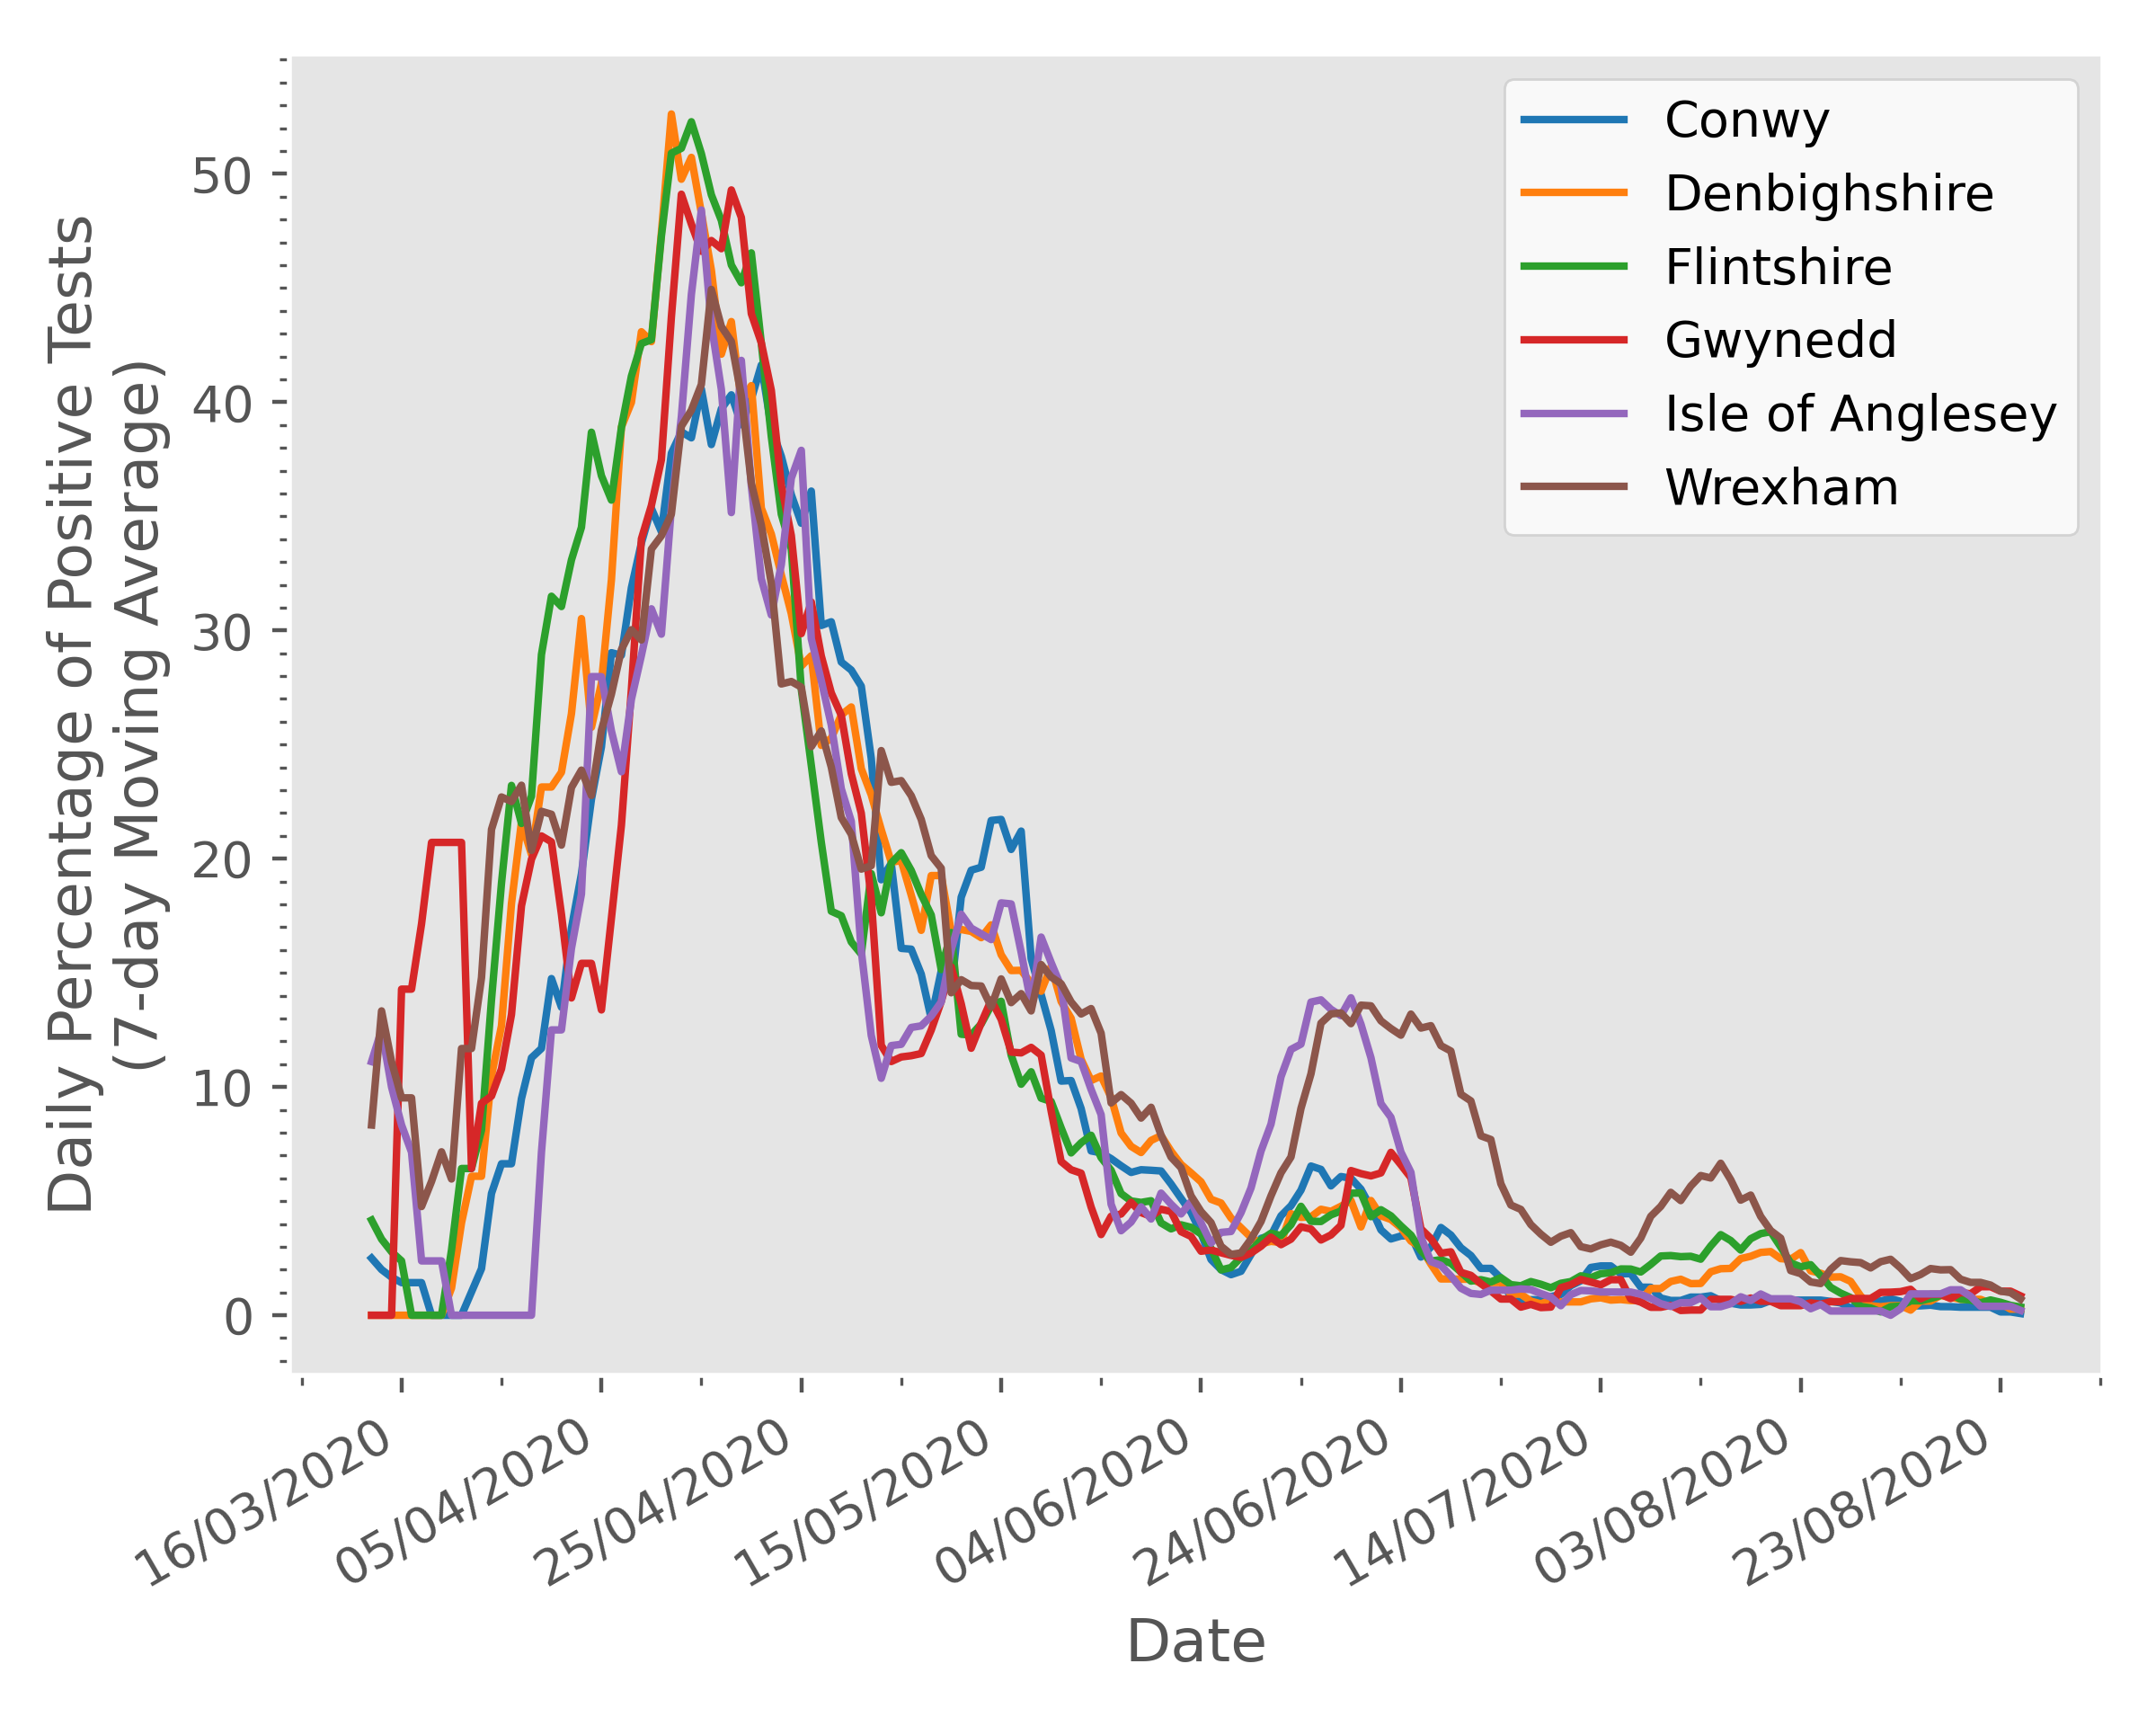 Daily Percentage of Positive Tests
(7-day Moving Average)
50
40
30
20
10
0
Conwy
Denbighshire
Flintshire
Gwynedd
Isle of Anglesey
Wrexham
16/03/2020
05/04/2020
25/04/2020
15/05/2020
04/06/2020
24/06/2020
14/07/2020
03/08/2020
23/08/2020
Date